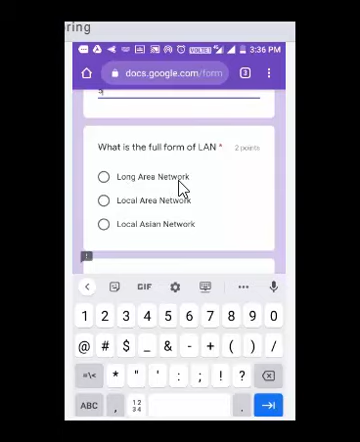 ring
3:36 PM
docs.google.com/form
3
5
What is the full form of LAN * 2 points
Long Area Network
Local Area Network
Local Asian Network
GIF
1 2 3 4 5 6 7 8 9 0
@ # $ _ & - + ( ) /
=\< * " ' : ; ! ?
ABC , 12 34 .